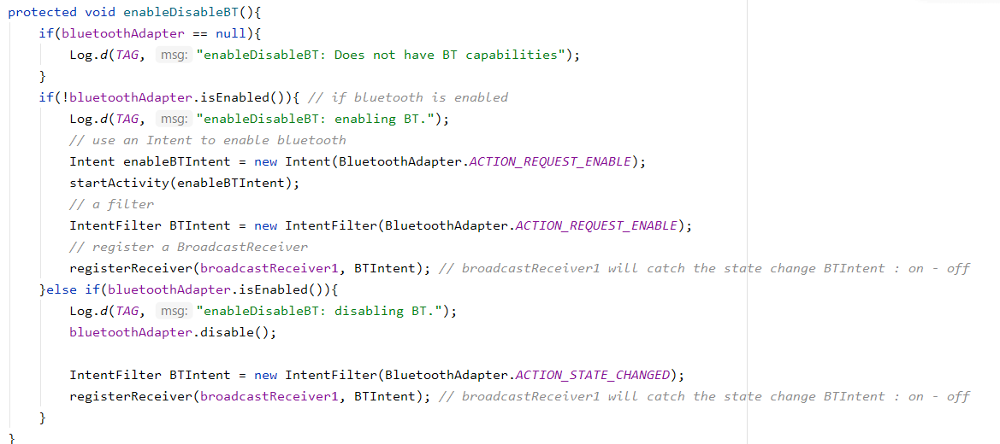 protected void enableDisableBT(){
if(bluetoothAdapter == null){
Log.d(TAG, msg: "enableDisableBT: Does not have BT capabilities");
}
if(!bluetoothAdapter.isEnabled()){ // if bluetooth is enabled
Log.d(TAG, msg: "enableDisableBT: enabling BT.");
// use an Intent to enable bluetooth
Intent enableBTIntent = new Intent(BluetoothAdapter.ACTION_REQUEST_ENABLE);
startActivity(enableBTIntent);
// a filter
IntentFilter BTIntent = new IntentFilter(BluetoothAdapter.ACTION_REQUEST_ENABLE);
// register a BroadcastReceiver
registerReceiver(broadcastReceiver1, BTIntent); // broadcastReceiver1 will catch the state change BTIntent : on - off
}else if(bluetoothAdapter.isEnabled()){
Log.d(TAG, msg: "enableDisableBT: disabling BT.");
bluetoothAdapter.disable();
IntentFilter BTIntent = new IntentFilter(BluetoothAdapter.ACTION_STATE_CHANGED);
registerReceiver(broadcastReceiver1, BTIntent); // broadcastReceiver1 will catch the state change BTIntent : on - off
}
}